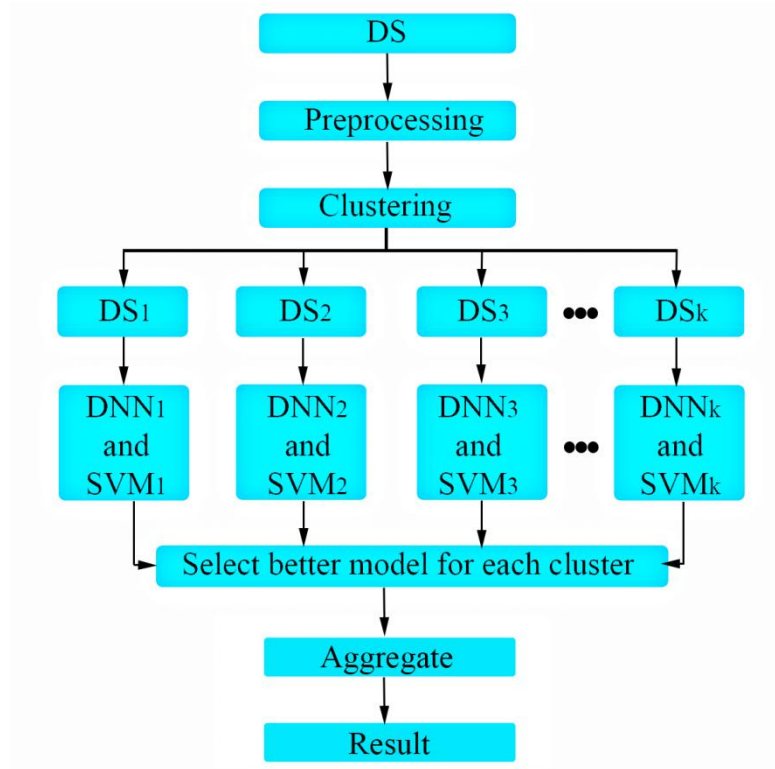 DS
Preprocessing
Clustering
DS1 DS2 DS3 ••• DSk
DNN1 and SVM1
DNN2 and SVM2
DNN3 and SVM3
•••
DNNk and SVMk
Select better model for each cluster
Aggregate
Result